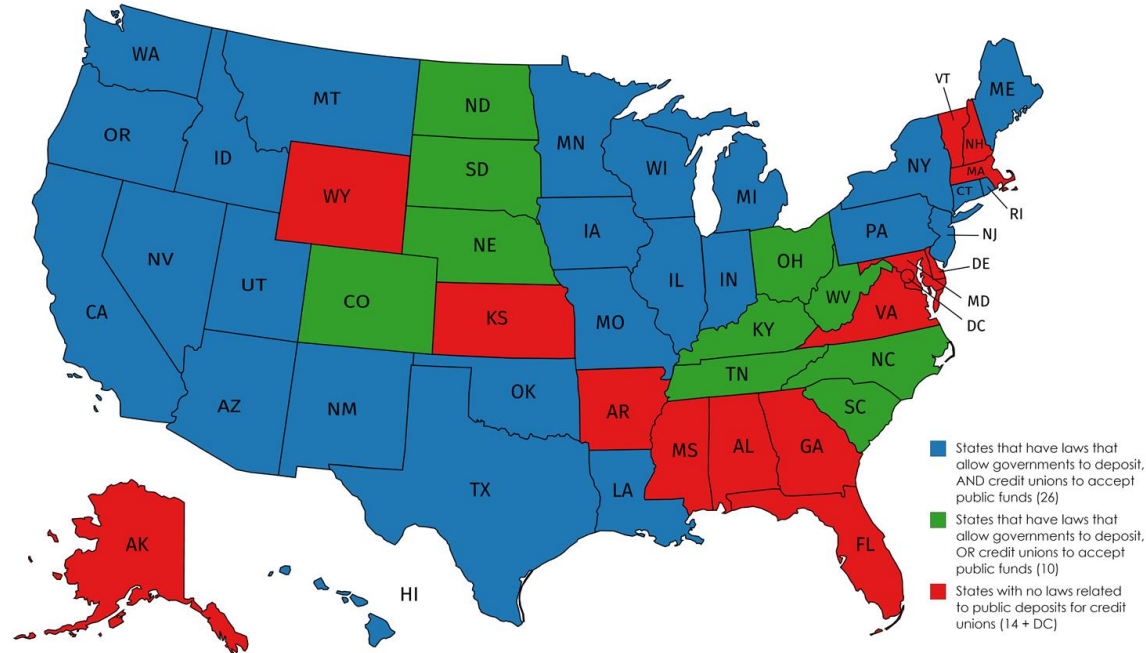 WA
MT
ND
MN
ME
VT
OR
ID
SD
WI
NY
NH
MA
WY
MI
CT
RI
NE
IA
PA
NJ
NV
UT
CO
IL
IN
OH
DE
CA
KS
MO
WV
VA
MD
DC
KY
AZ
NM
OK
AR
TN
NC
SC
MS
AL
GA
TX
LA
AK
FL
HI
States that have laws that
allow governments to deposit,
AND credit unions to accept
public funds (26)
States that have laws that
allow governments to deposit,
OR credit unions to accept
public funds (10)
States with no laws related
to public deposits for credit
unions (14 + DC)